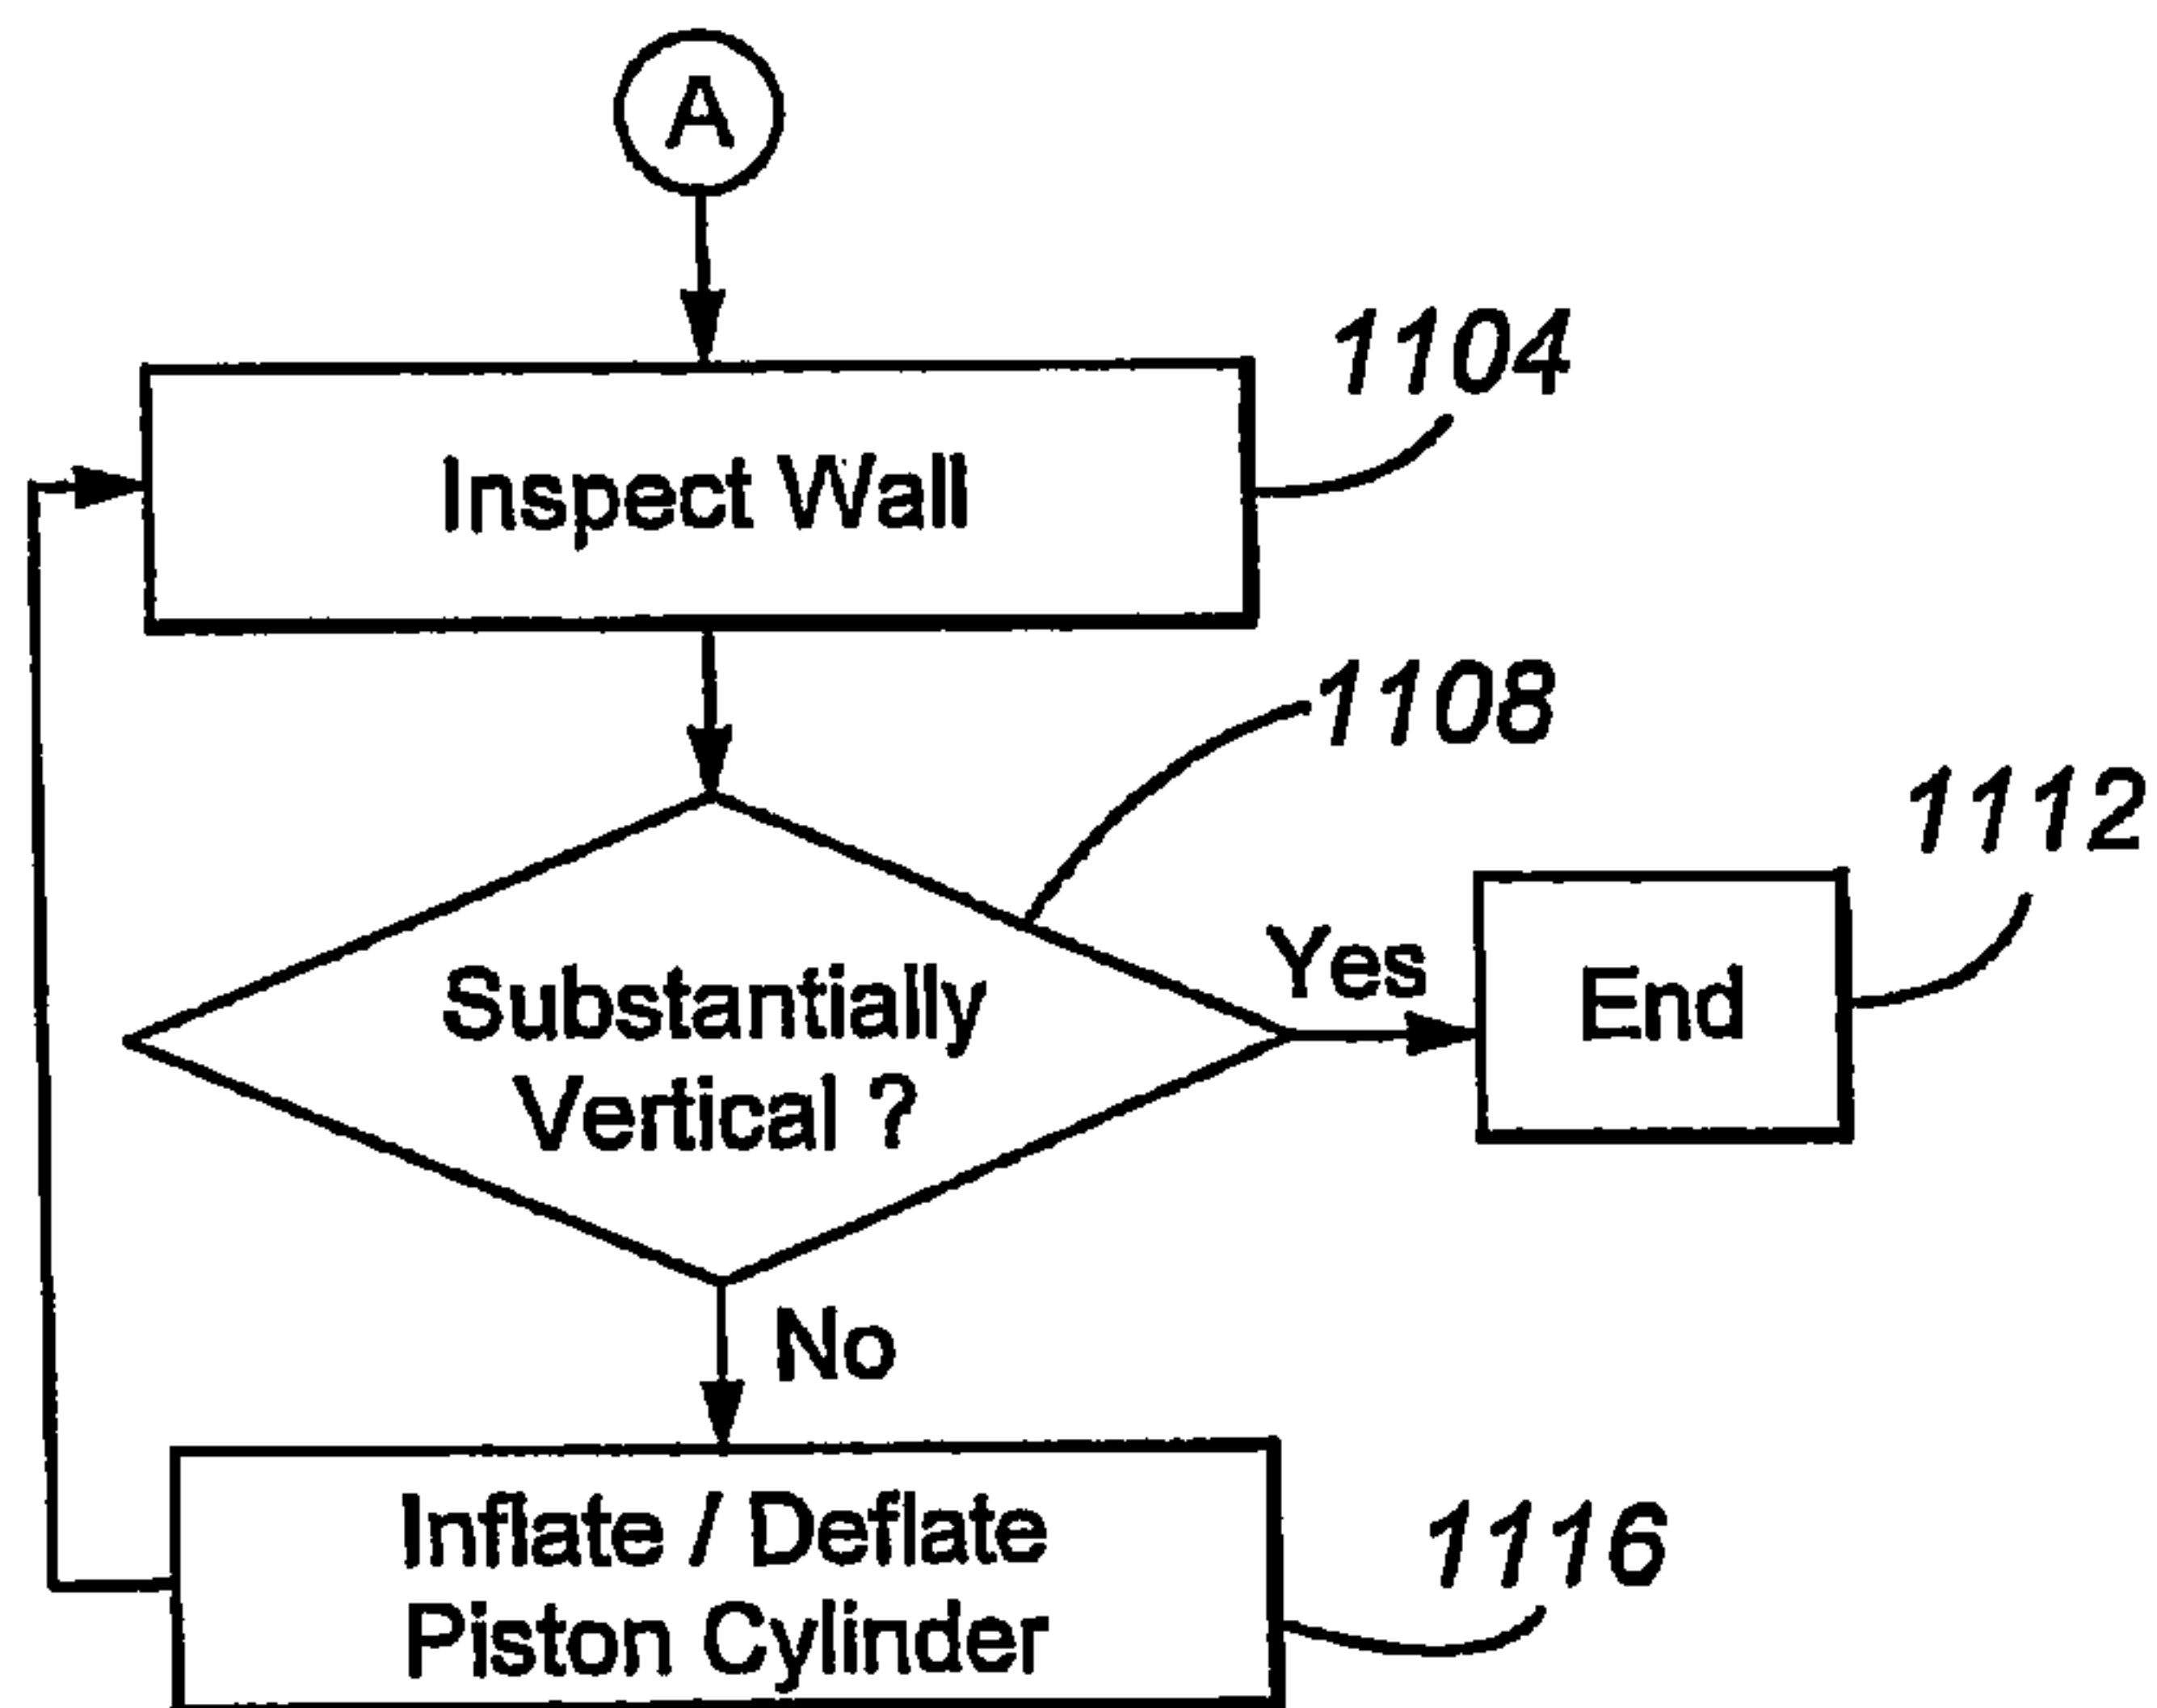 A
1104
Inspect Wall
1108
1112
Substantially
Vertical ?
Yes
End
No
Inflate / Deflate
Piston Cylinder
1116